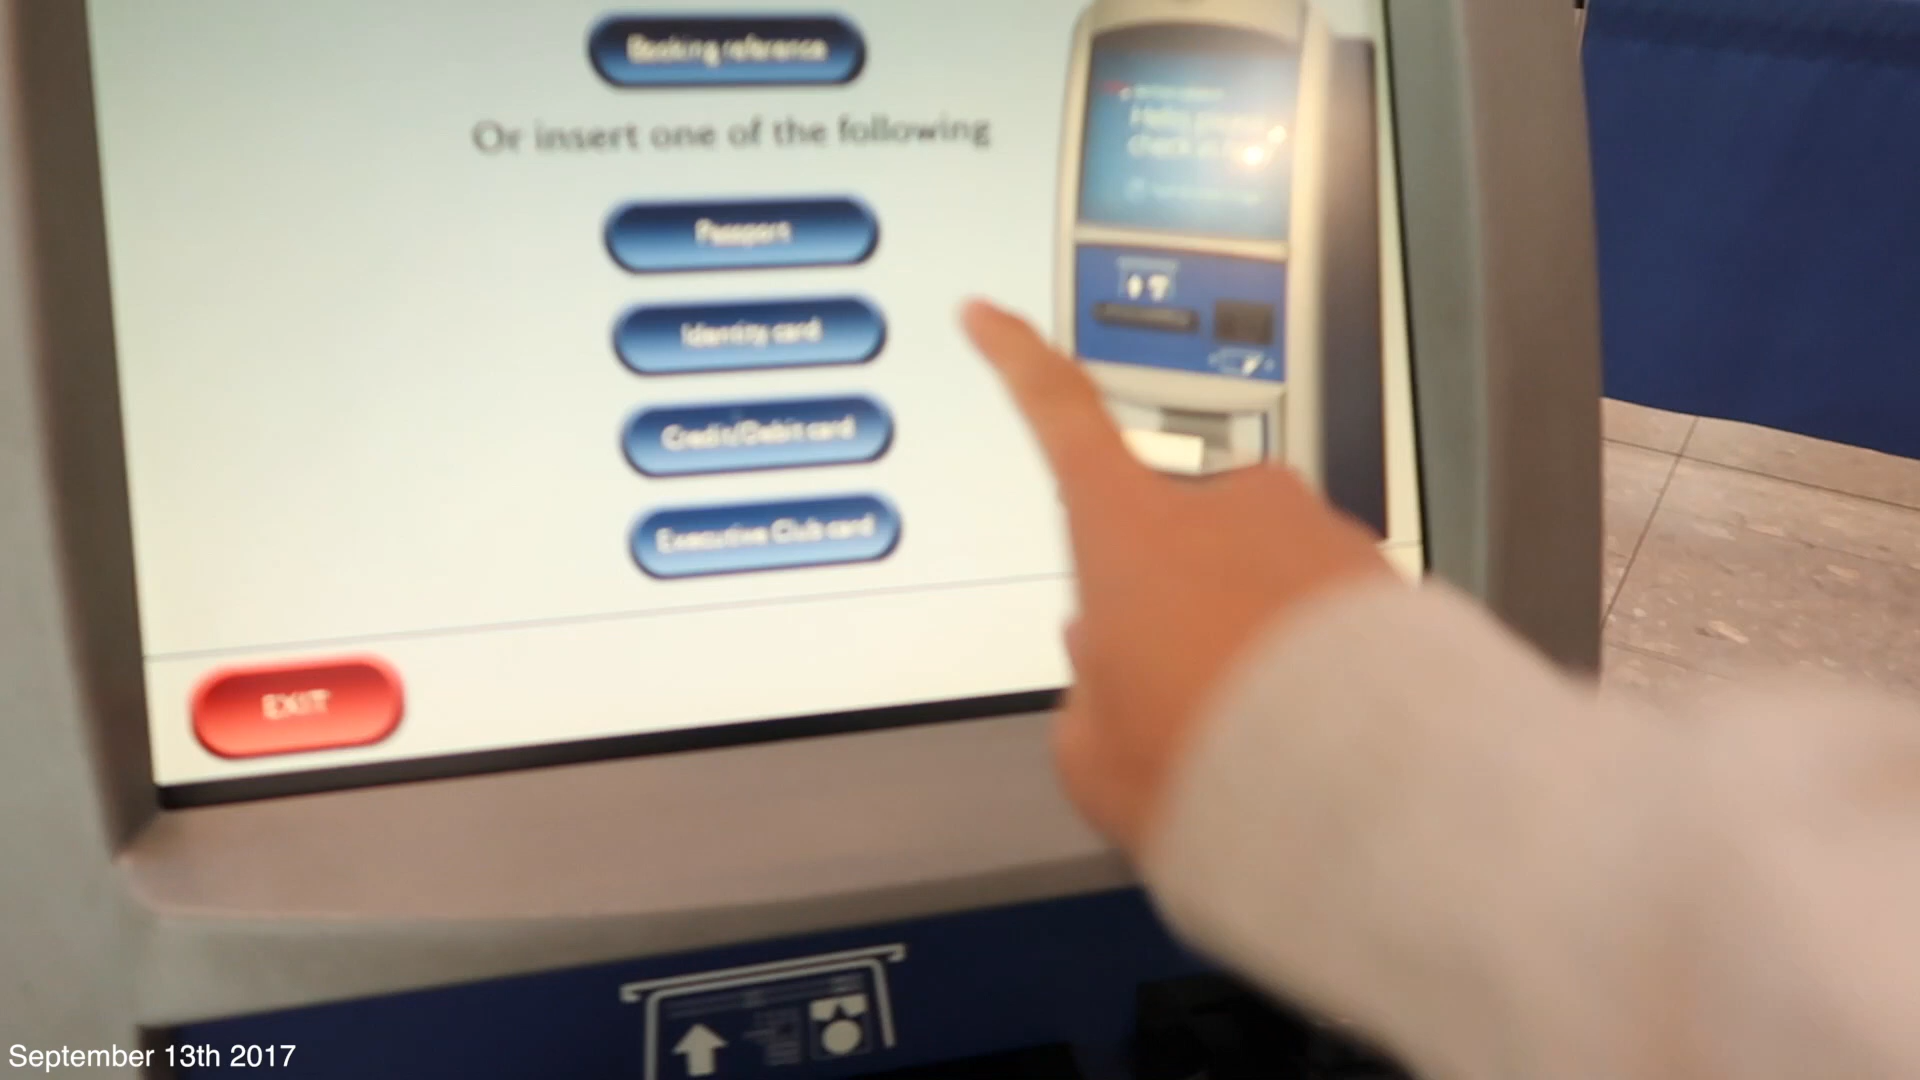 Booking reference
Or insert one of the following
Passport
Identity card
Credit/Debit card
Executive Club card
EXIT
September 13th 2017